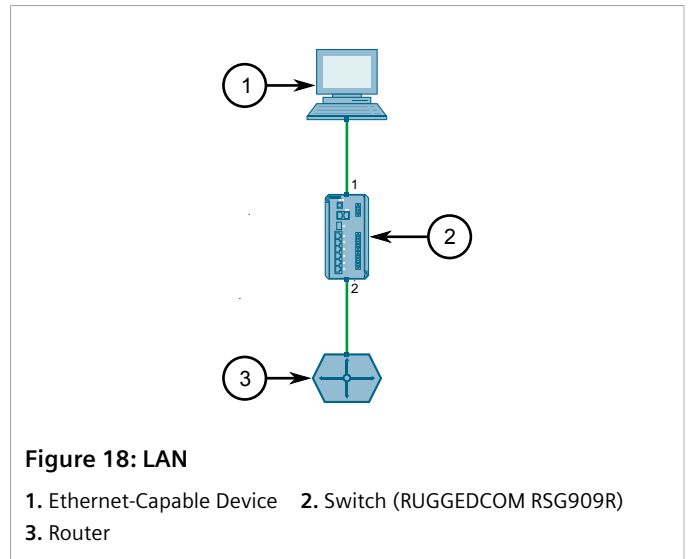 1
1
2
2
3
Figure 18: LAN
1. Ethernet-Capable Device 2. Switch (RUGGEDCOM RSG909R)
3. Router